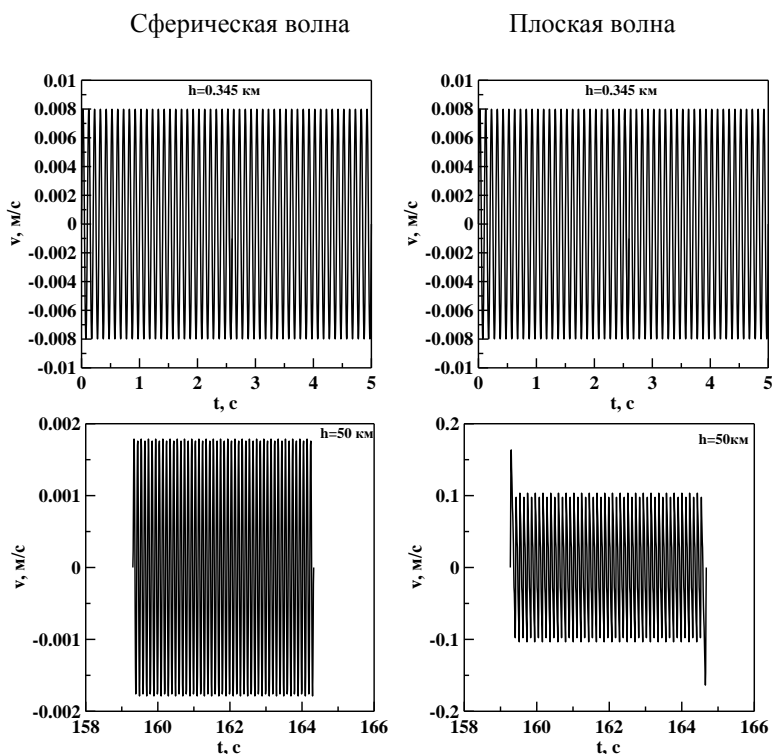 Сферическая волна Плоская волна
0.01
0.008
0.006
0.004
0.002
0
-0.002
-0.004
-0.006
-0.008
-0.01
v, м/с
h=0.345 км
0 1 2 3 4 5
t, с
0.01
0.008
0.006
0.004
0.002
0
-0.002
-0.004
-0.006
-0.008
-0.01
v, м/с
h=0.345 км
0 1 2 3 4 5
t, с
0.002
0.001
0
-0.001
-0.002
v, м/с
h=50 км
158 160 162 164 166
t, с
0.2
0.1
0
-0.1
-0.2
v, м/с
h=50км
158 160 162 164 166
t, с